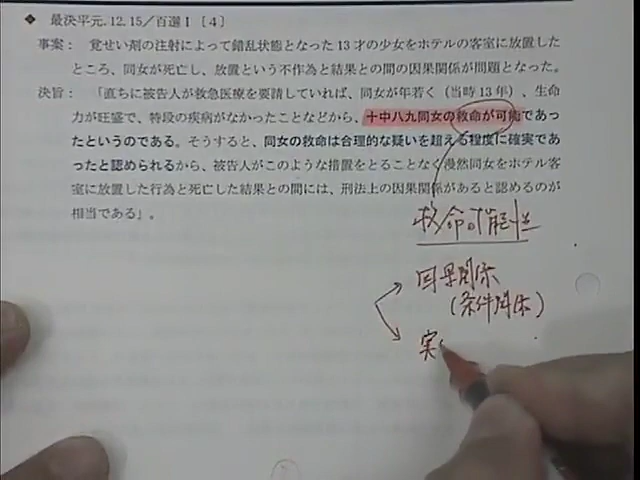 ◆ 最決平元.12.15／百選Ⅰ［4］
事案： 覚せい剤の注射によって錯乱状態となった13才の少女をホテルの客室に放置した
ところ、同女が死亡し、放置という不作為と結果との間の因果関係が問題となった。
決旨：「直ちに被告人が救急医療を要請していれば、同女が年若く（当時13年）、生命
力が旺盛で、特段の疾病がなかったことなどから、十中八九同女の救命が可能であっ
たというのである。そうすると、同女の救命は合理的な疑いを超える程度に確実であ
ったと認められるから、被告人がこのような措置をとることなく漫然同女をホテル客
室に放置した行為と死亡した結果との間には、刑法上の因果関係があると認めるのが
相当である」。
救命可能性
因果関係
（条件関係）
実